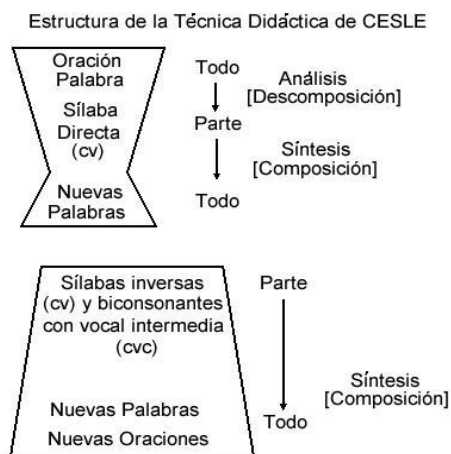 Estructura de la Técnica Didáctica de CESLE
Oración
Palabra
Sílaba
Directa
(cv)
Nuevas
Palabras
Todo
Parte
Todo
Análisis
[Descomposición]
Síntesis
[Composición]
Sílabas inversas
(cv) y biconsonantes
con vocal intermedia
(cvc)
Nuevas Palabras
Nuevas Oraciones
Parte
Todo
Síntesis
[Composición]